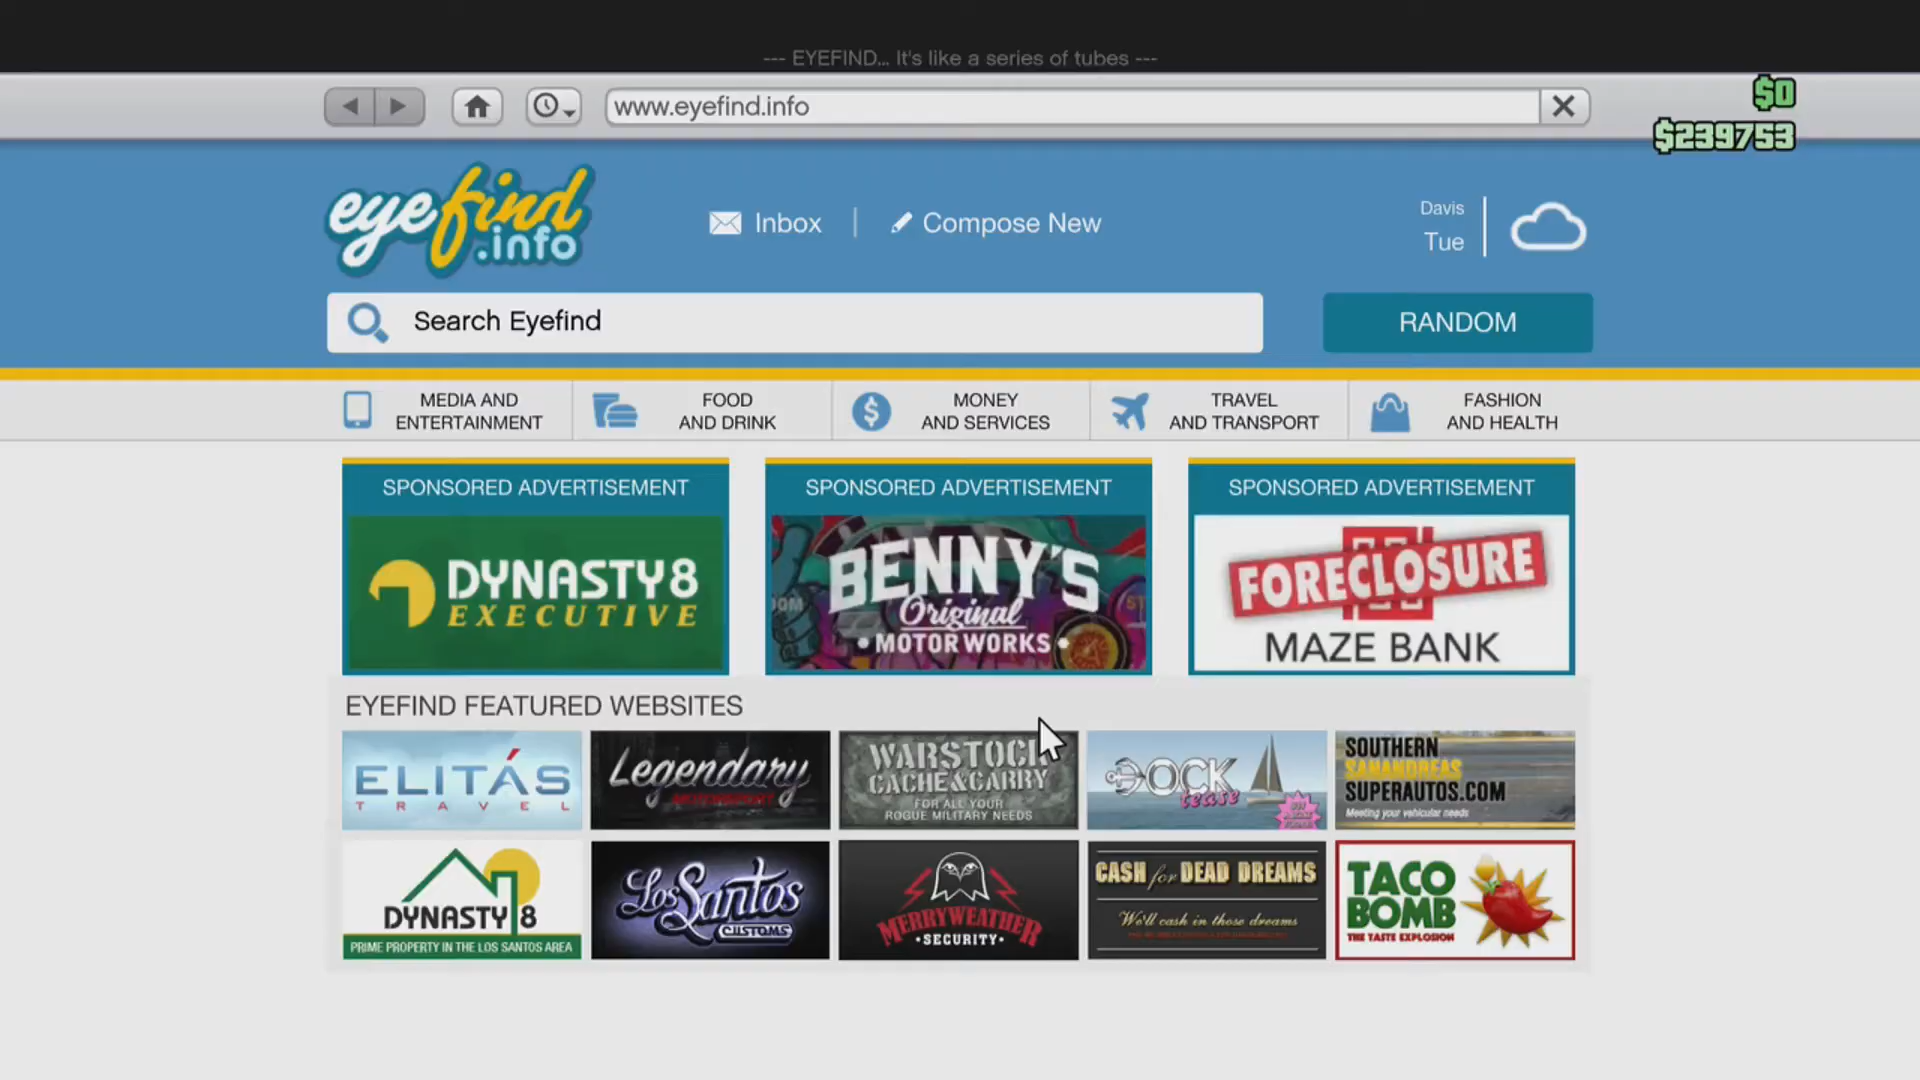 --- EYEFIND... It's like a series of tubes ---
www.eyefind.info
$0
$239753
eyefind
.info
Inbox
Compose New
Davis
Tue
Search Eyefind
RANDOM
MEDIA AND
ENTERTAINMENT
FOOD
AND DRINK
MONEY
AND SERVICES
TRAVEL
AND TRANSPORT
FASHION
AND HEALTH
SPONSORED ADVERTISEMENT
DYNASTY8
EXECUTIVE
SPONSORED ADVERTISEMENT
BENNY'S
Original
• MOTORWORKS •
SPONSORED ADVERTISEMENT
FORECLOSURE
MAZE BANK
EYEFIND FEATURED WEBSITES
ELITÁS
TRAVEL
Legendary
MOTORSPORT
WARSTOCK
CACHE&CARRY
FOR ALL YOUR
ROGUE MILITARY NEEDS
DOCK
tease
SOUTHERN
SANANDREAS
SUPERAUTOS.COM
Meeting your vehicular needs
DYNASTY 8
PRIME PROPERTY IN THE LOS SANTOS AREA
Los Santos
CUSTOMS
MERRYWEATHER
•SECURITY•
CASH for DEAD DREAMS
We'll cash in those dreams
TACO
BOMB
THE TASTE EXPLOSION